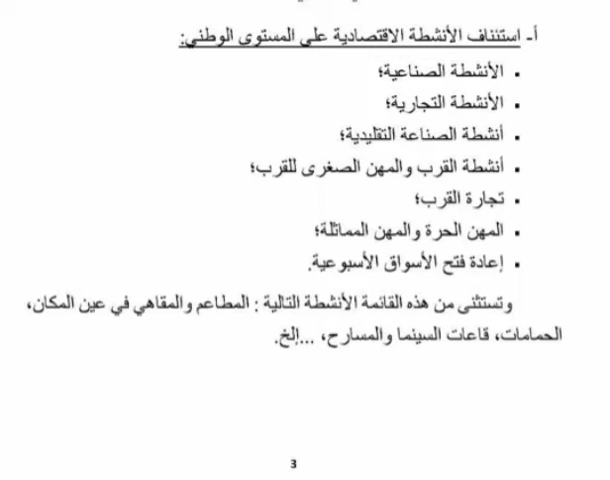 أ- استئناف الأنشطة الاقتصادية على المستوى الوطني:
• الأنشطة الصناعية؛
• الأنشطة التجارية؛
• أنشطة الصناعة التقليدية؛
• أنشطة القرب والمهن الصغرى للقرب؛
• تجارة القرب؛
• المهن الحرة والمهن المماثلة؛
• إعادة فتح الأسواق الأسبوعية.
وتستثنى من هذه القائمة الأنشطة التالية : المطاعم والمقاهي في عين المكان،
الحمامات، قاعات السينما والمسارح، ...إلخ.
3